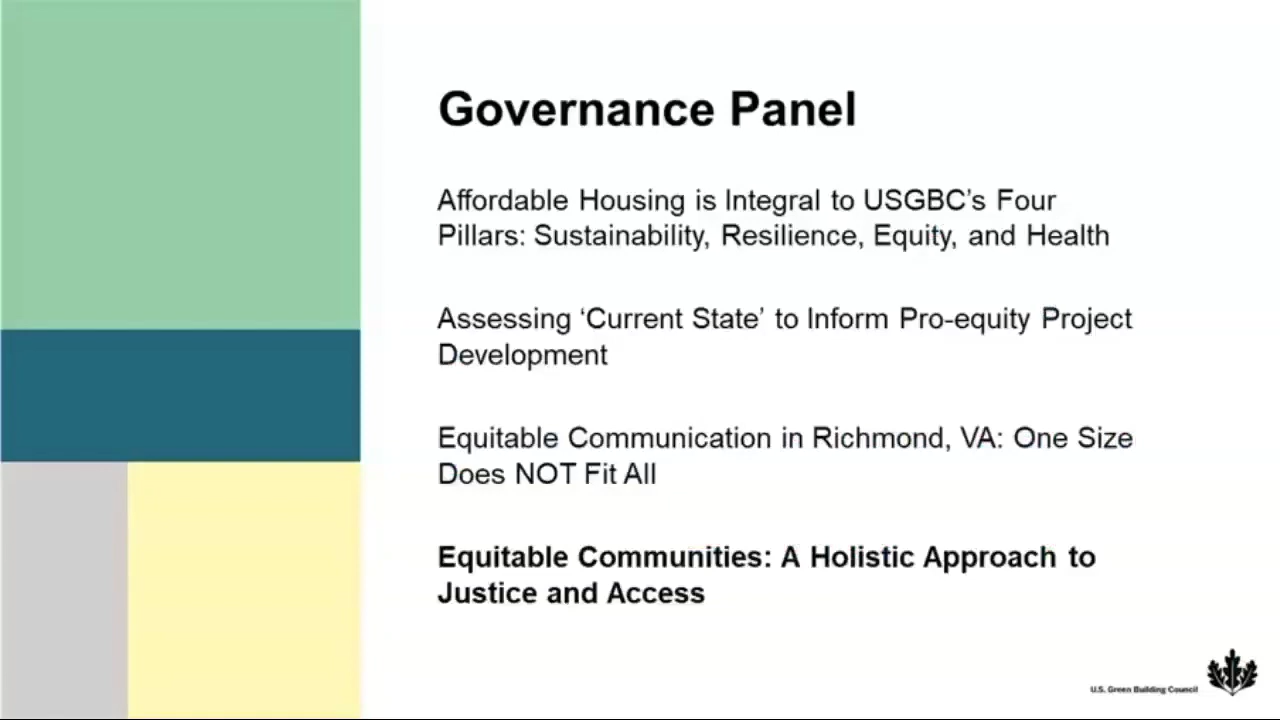 Governance Panel
Affordable Housing is Integral to USGBC’s Four
Pillars: Sustainability, Resilience, Equity, and Health
Assessing ‘Current State’ to Inform Pro-equity Project
Development
Equitable Communication in Richmond, VA: One Size
Does NOT Fit All
Equitable Communities: A Holistic Approach to
Justice and Access
U.S. Green Building Council